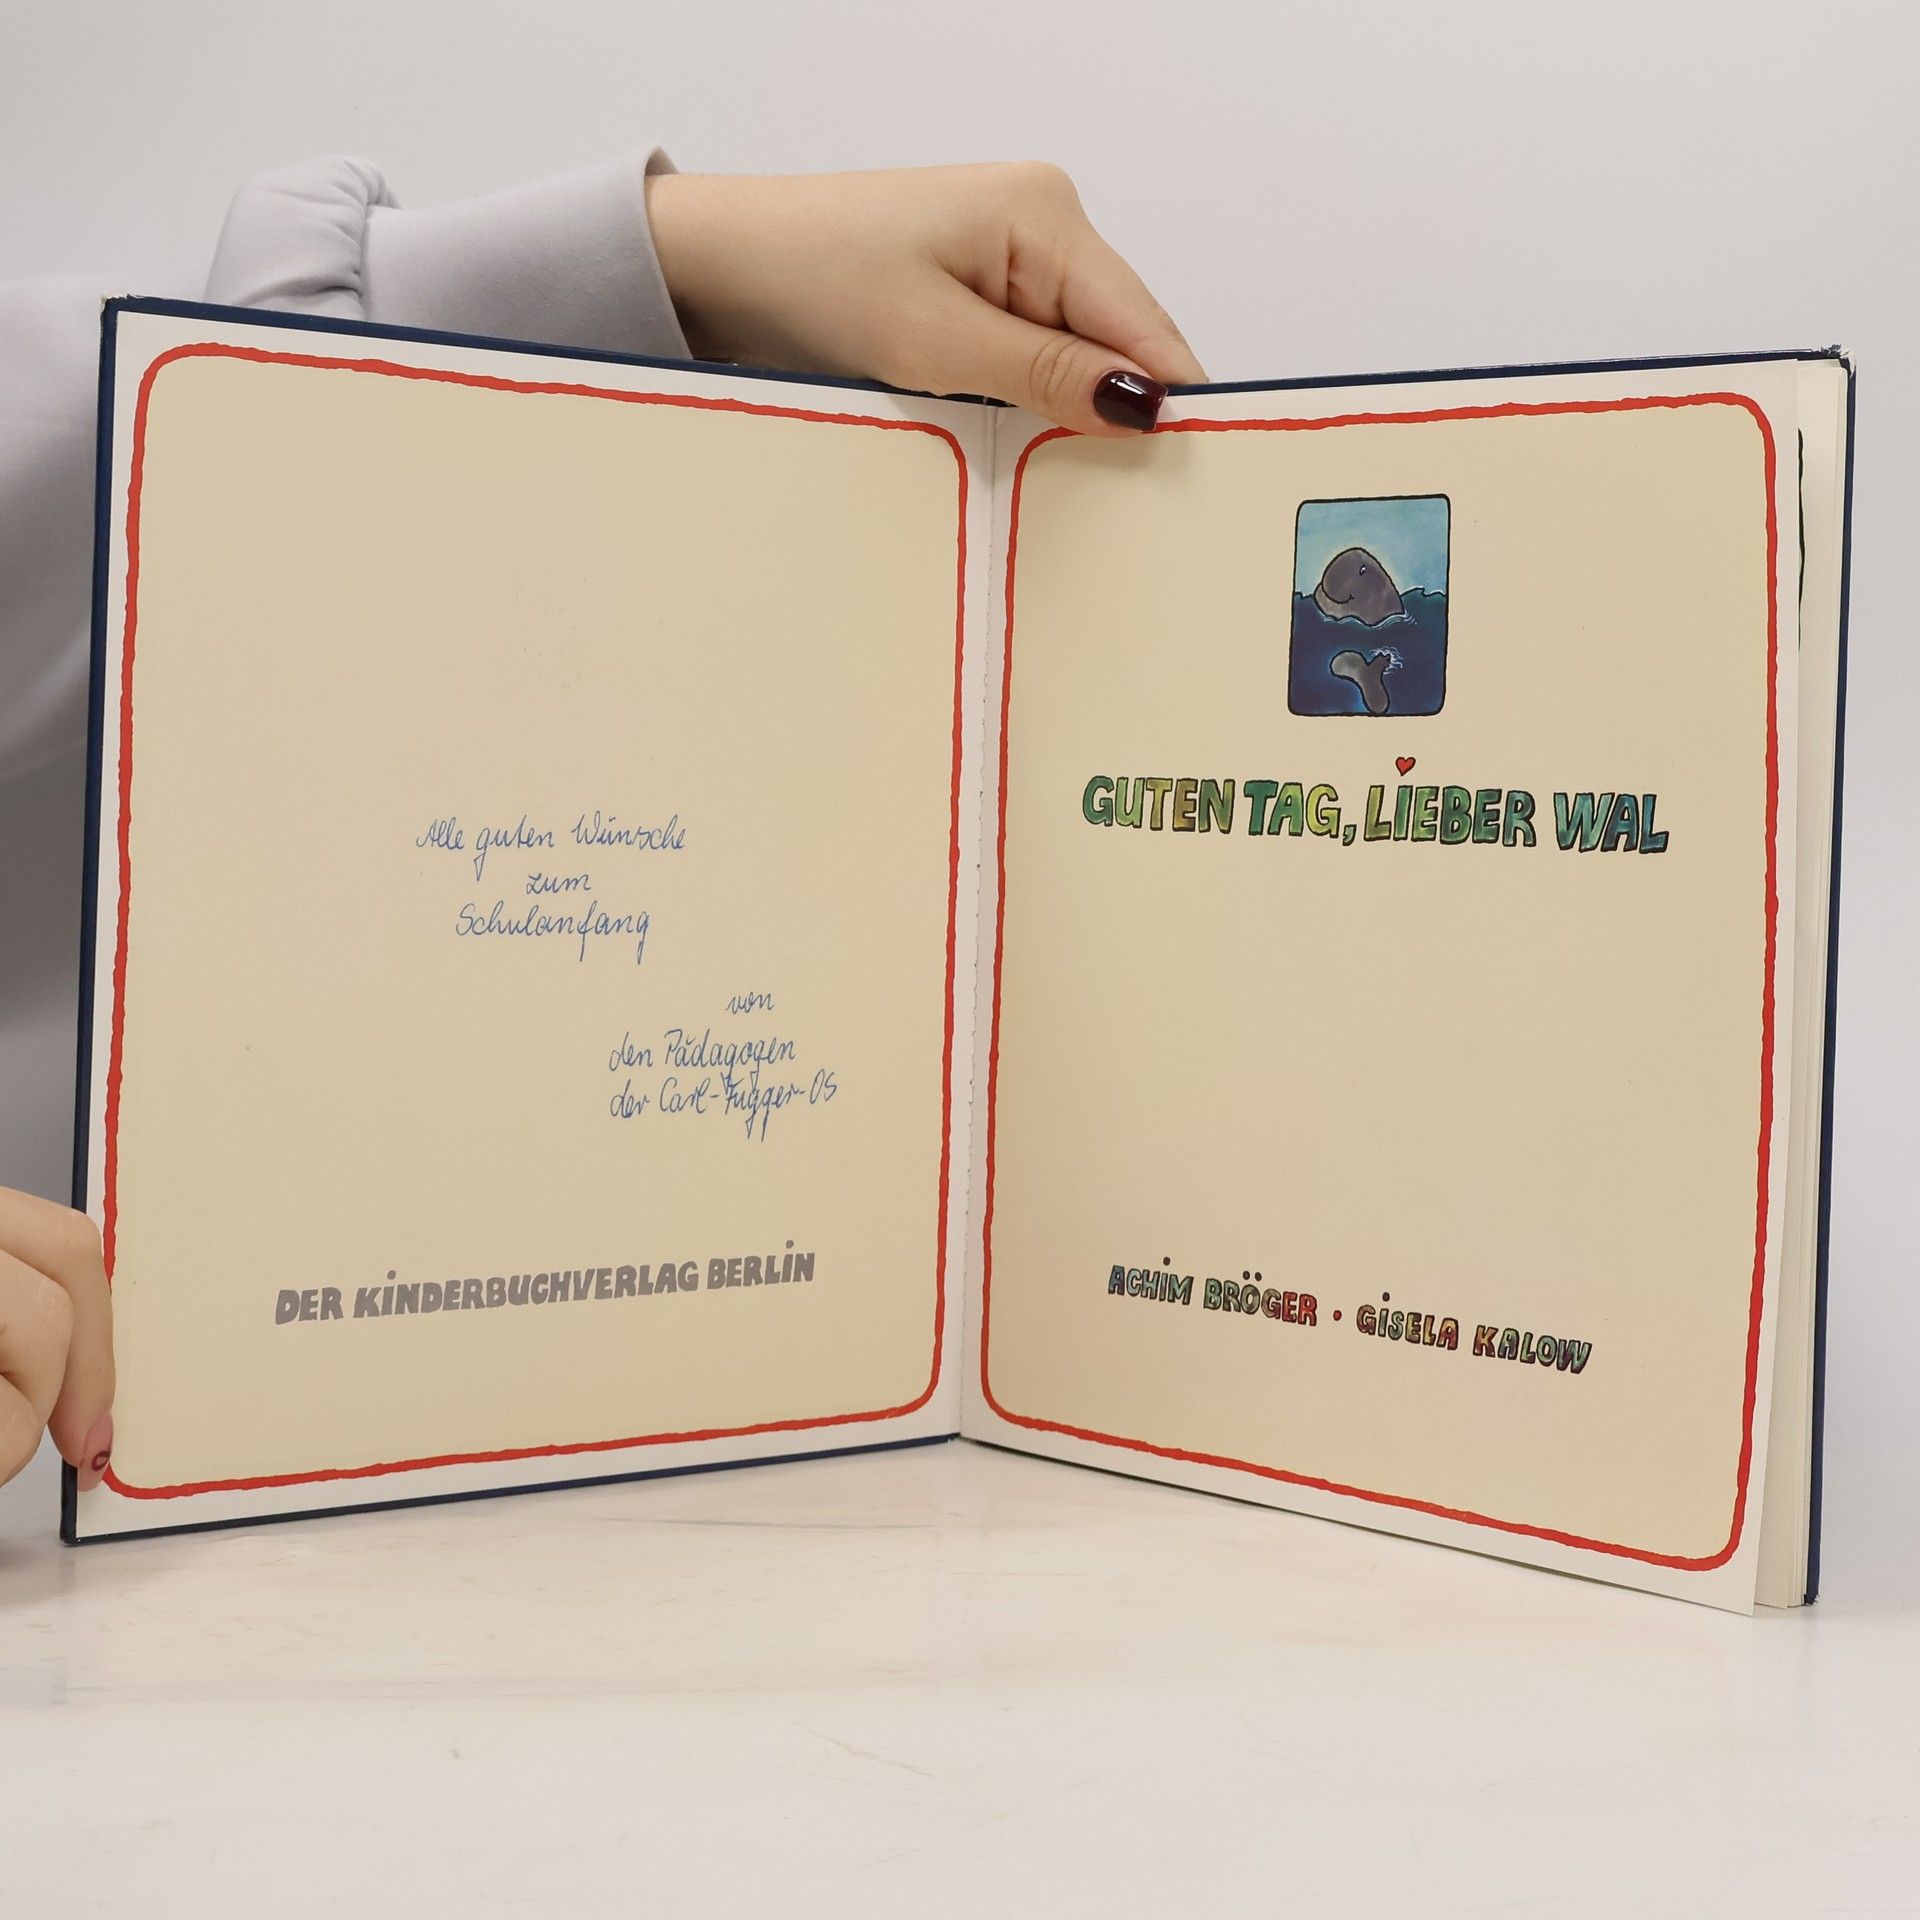 Alle guten Wünsche
zum
Schulanfang
von
den Pädagogen
der Carl-Fugger-OS
DER KINDERBUCHVERLAG BERLIN
GUTEN TAG, LIEBER WAL
ACHIM BRÖGER • GISELA KALOW